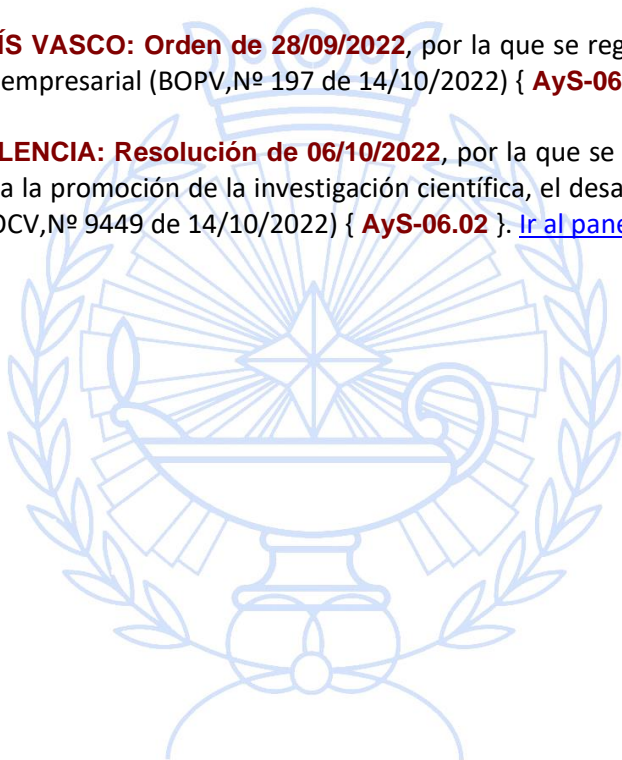 ÍS VASCO: Orden de 28/09/2022, por la que se reg
empresarial (BOPV,Nº 197 de 14/10/2022) { AyS-06
LENCIA: Resolución de 06/10/2022, por la que se
a la promoción de la investigación científica, el desa
OCV,Nº 9449 de 14/10/2022) { AyS-06.02 }. Ir al pane